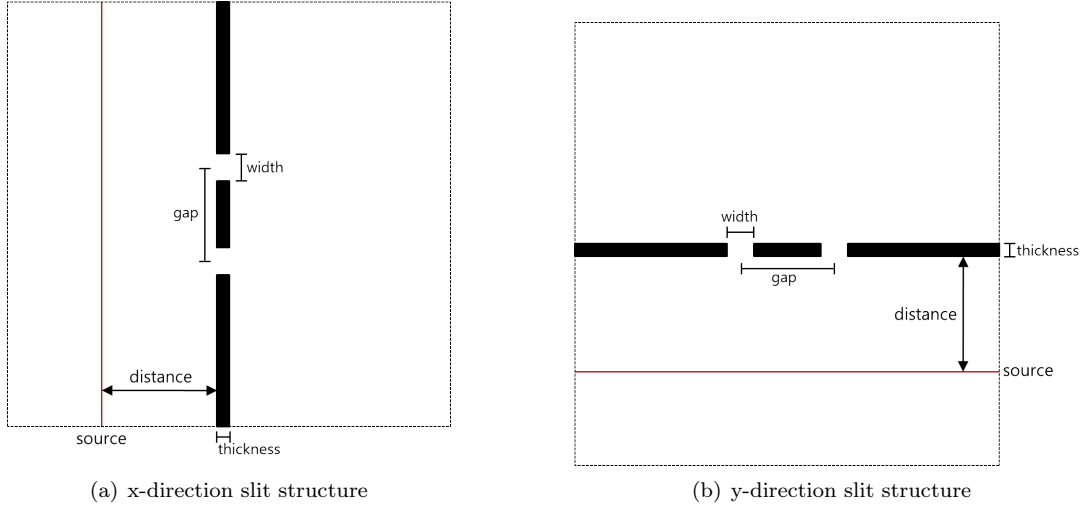 width
gap
distance
source
thickness
(a) x-direction slit structure
width
thickness
gap
distance
source
(b) y-direction slit structure